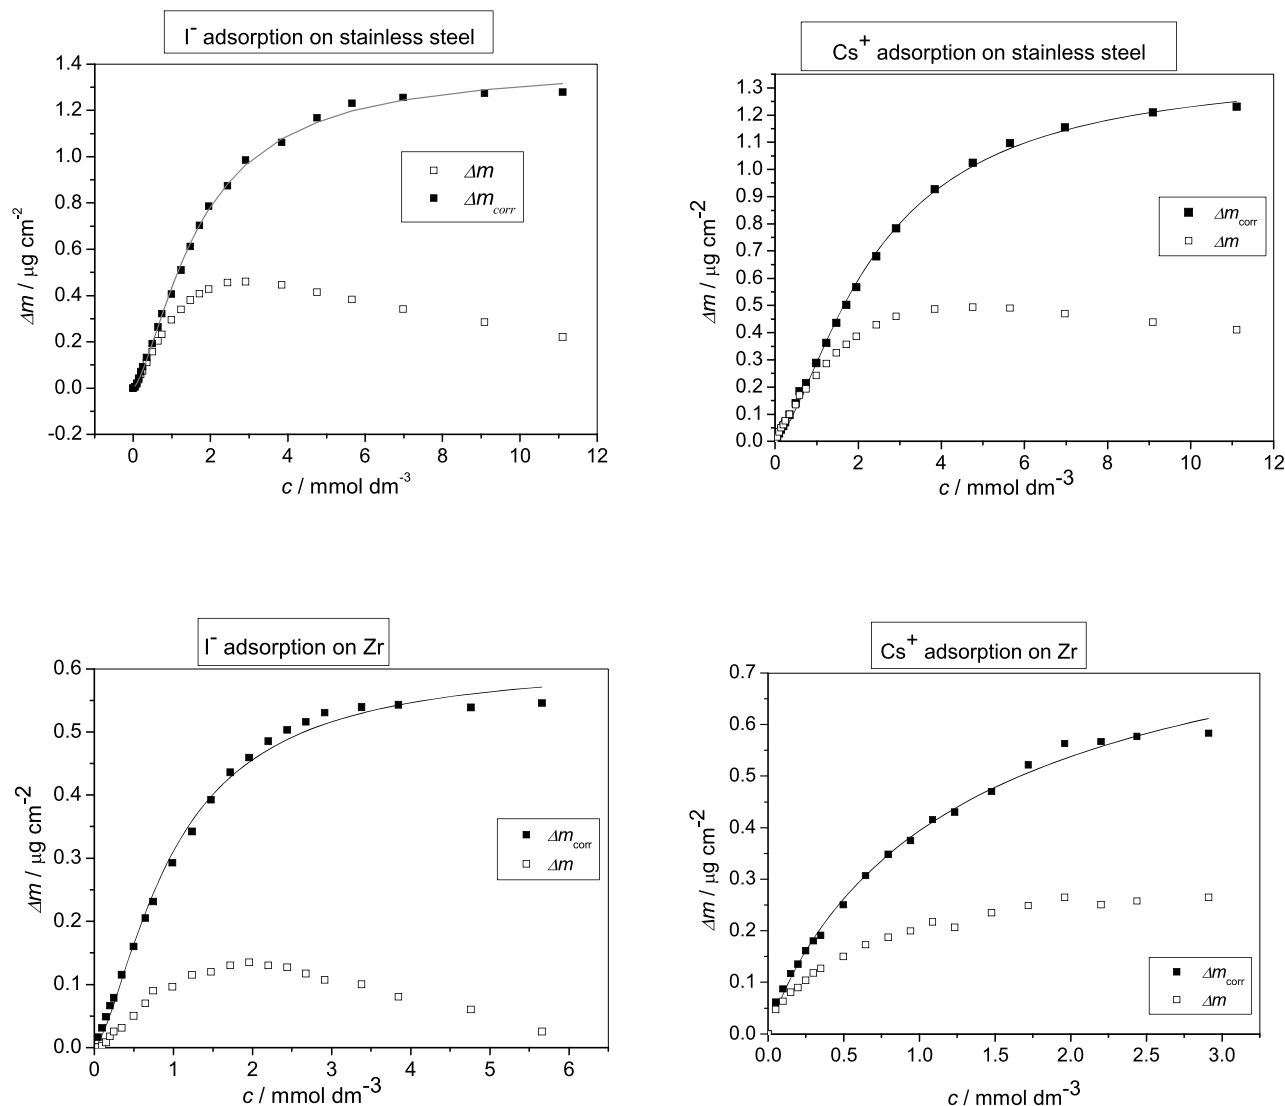 I⁻ adsorption on stainless steel
1.4
1.2
1.0
0.8
0.6
0.4
0.2
0.0
-0.2
Δm / μg cm⁻²
Δm
Δm_corr
0 2 4 6 8 10 12
c / mmol dm⁻³
Cs⁺ adsorption on stainless steel
1.3
1.2
1.1
1.0
0.9
0.8
0.7
0.6
0.5
0.4
0.3
0.2
0.1
0.0
Δm / μg cm⁻²
Δm_corr
Δm
0 2 4 6 8 10 12
c / mmol dm⁻³
I⁻ adsorption on Zr
0.6
0.5
0.4
0.3
0.2
0.1
0.0
Δm / μg cm⁻²
Δm_corr
Δm
0 1 2 3 4 5 6
c / mmol dm⁻³
Cs⁺ adsorption on Zr
0.7
0.6
0.5
0.4
0.3
0.2
0.1
0.0
Δm / μg cm⁻²
Δm_corr
Δm
0.0 0.5 1.0 1.5 2.0 2.5 3.0
c / mmol dm⁻³